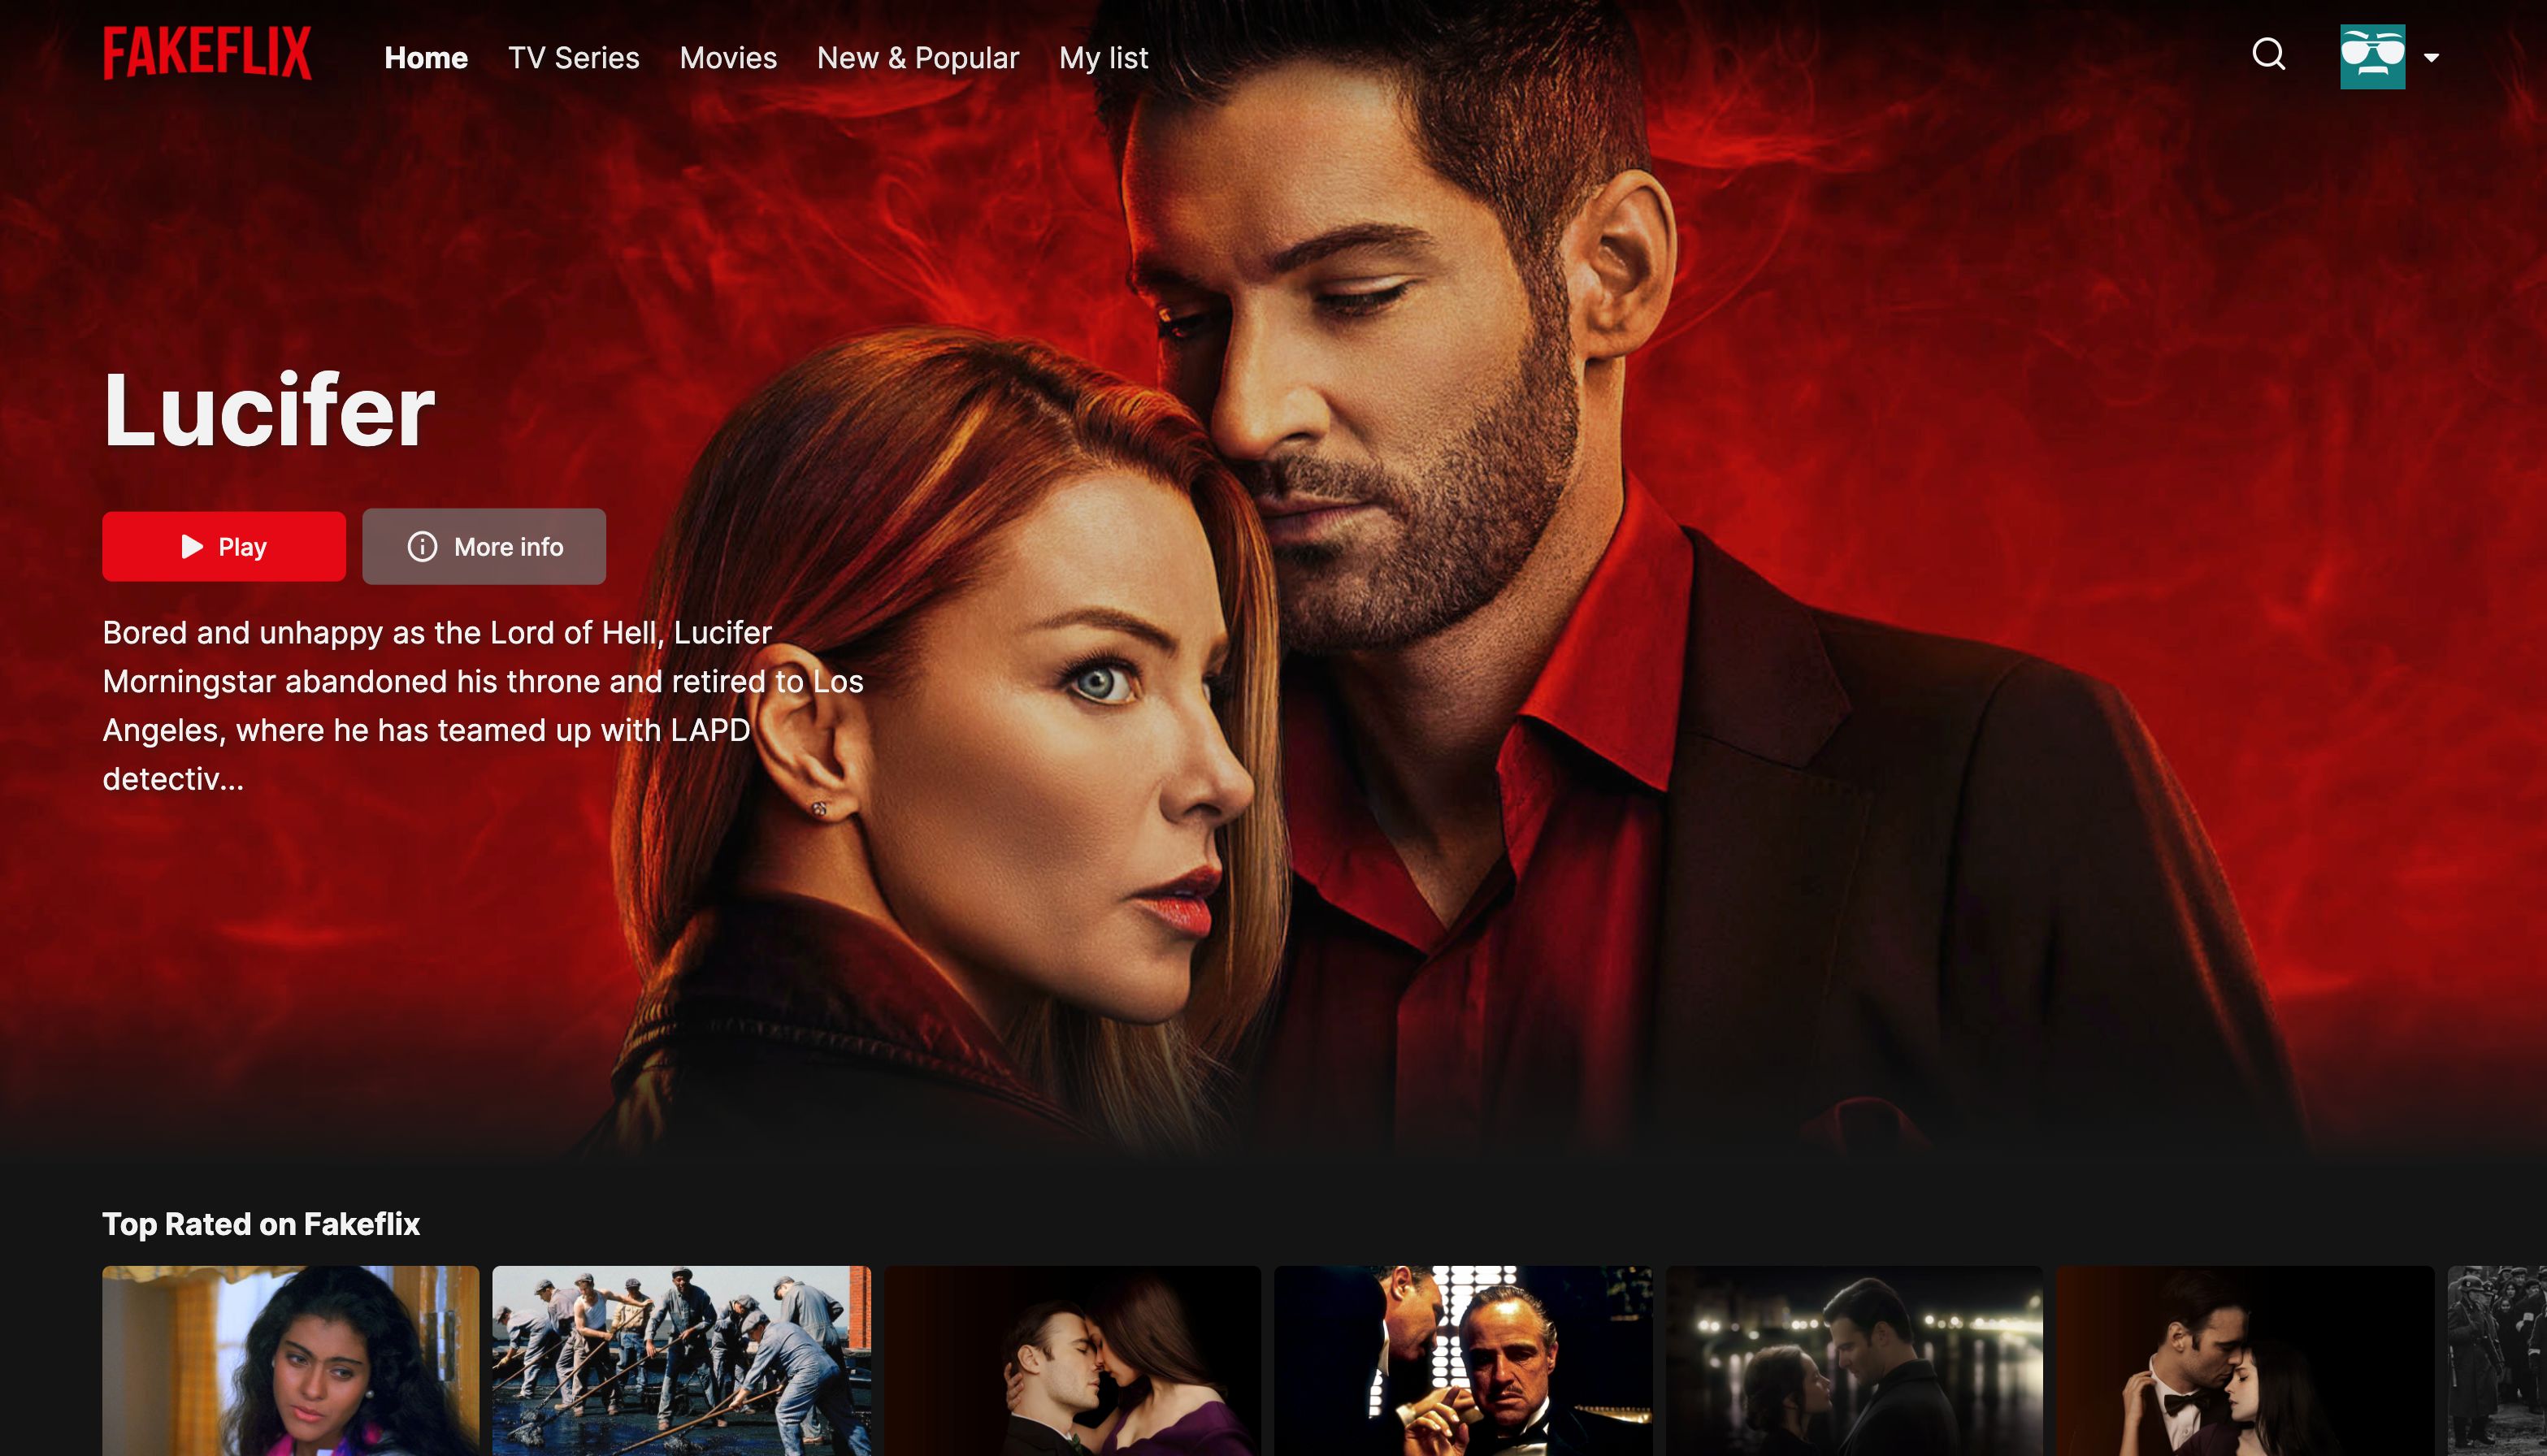 FAKEFLIX
Home TV Series Movies New & Popular My list
Lucifer
Play
More info
Bored and unhappy as the Lord of Hell, Lucifer
Morningstar abandoned his throne and retired to Los
Angeles, where he has teamed up with LAPD
detectiv...
Top Rated on Fakeflix